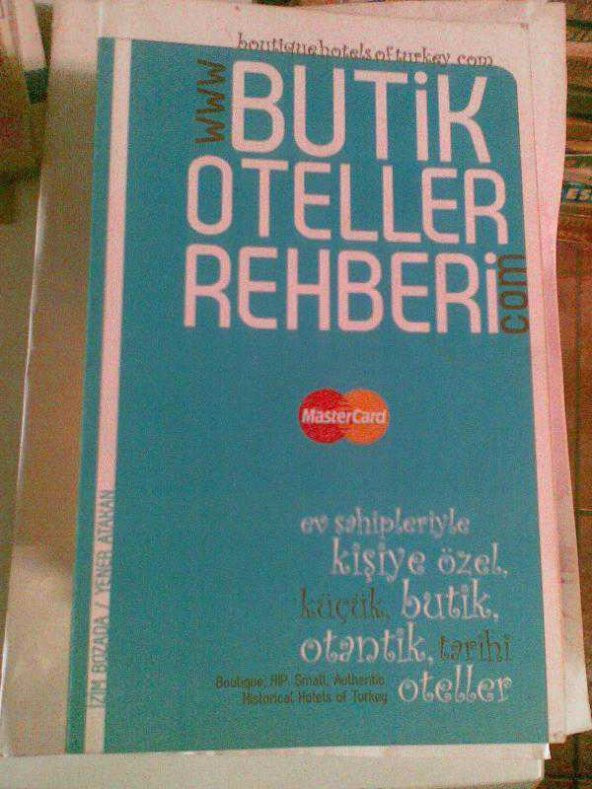 boutiquehotelsofturkey.com
www
BUTiK
OTELLER
REHBERi
com
MasterCard
ev sahipleriyle
kişiye özel,
küçük, butik,
otantik, tarihi
oteller
Boutique, HIP, Small, Authentic
Historical Hotels of Turkey
İZİM BOZADA / YENER ATAKAN